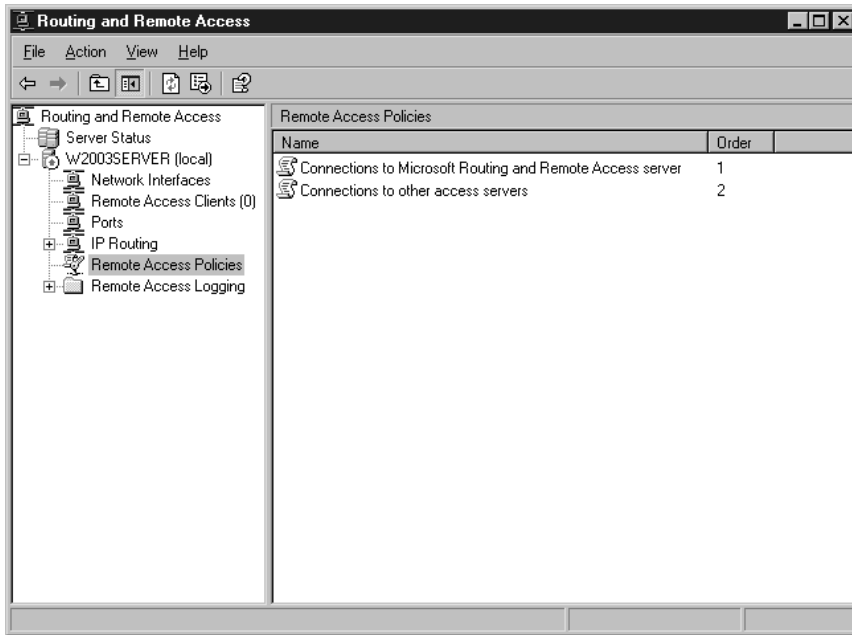 Routing and Remote Access
File Action View Help
Routing and Remote Access
Server Status
W2003SERVER (local)
Network Interfaces
Remote Access Clients (0)
Ports
IP Routing
Remote Access Policies
Remote Access Logging
Remote Access Policies
Name Order
Connections to Microsoft Routing and Remote Access server 1
Connections to other access servers 2